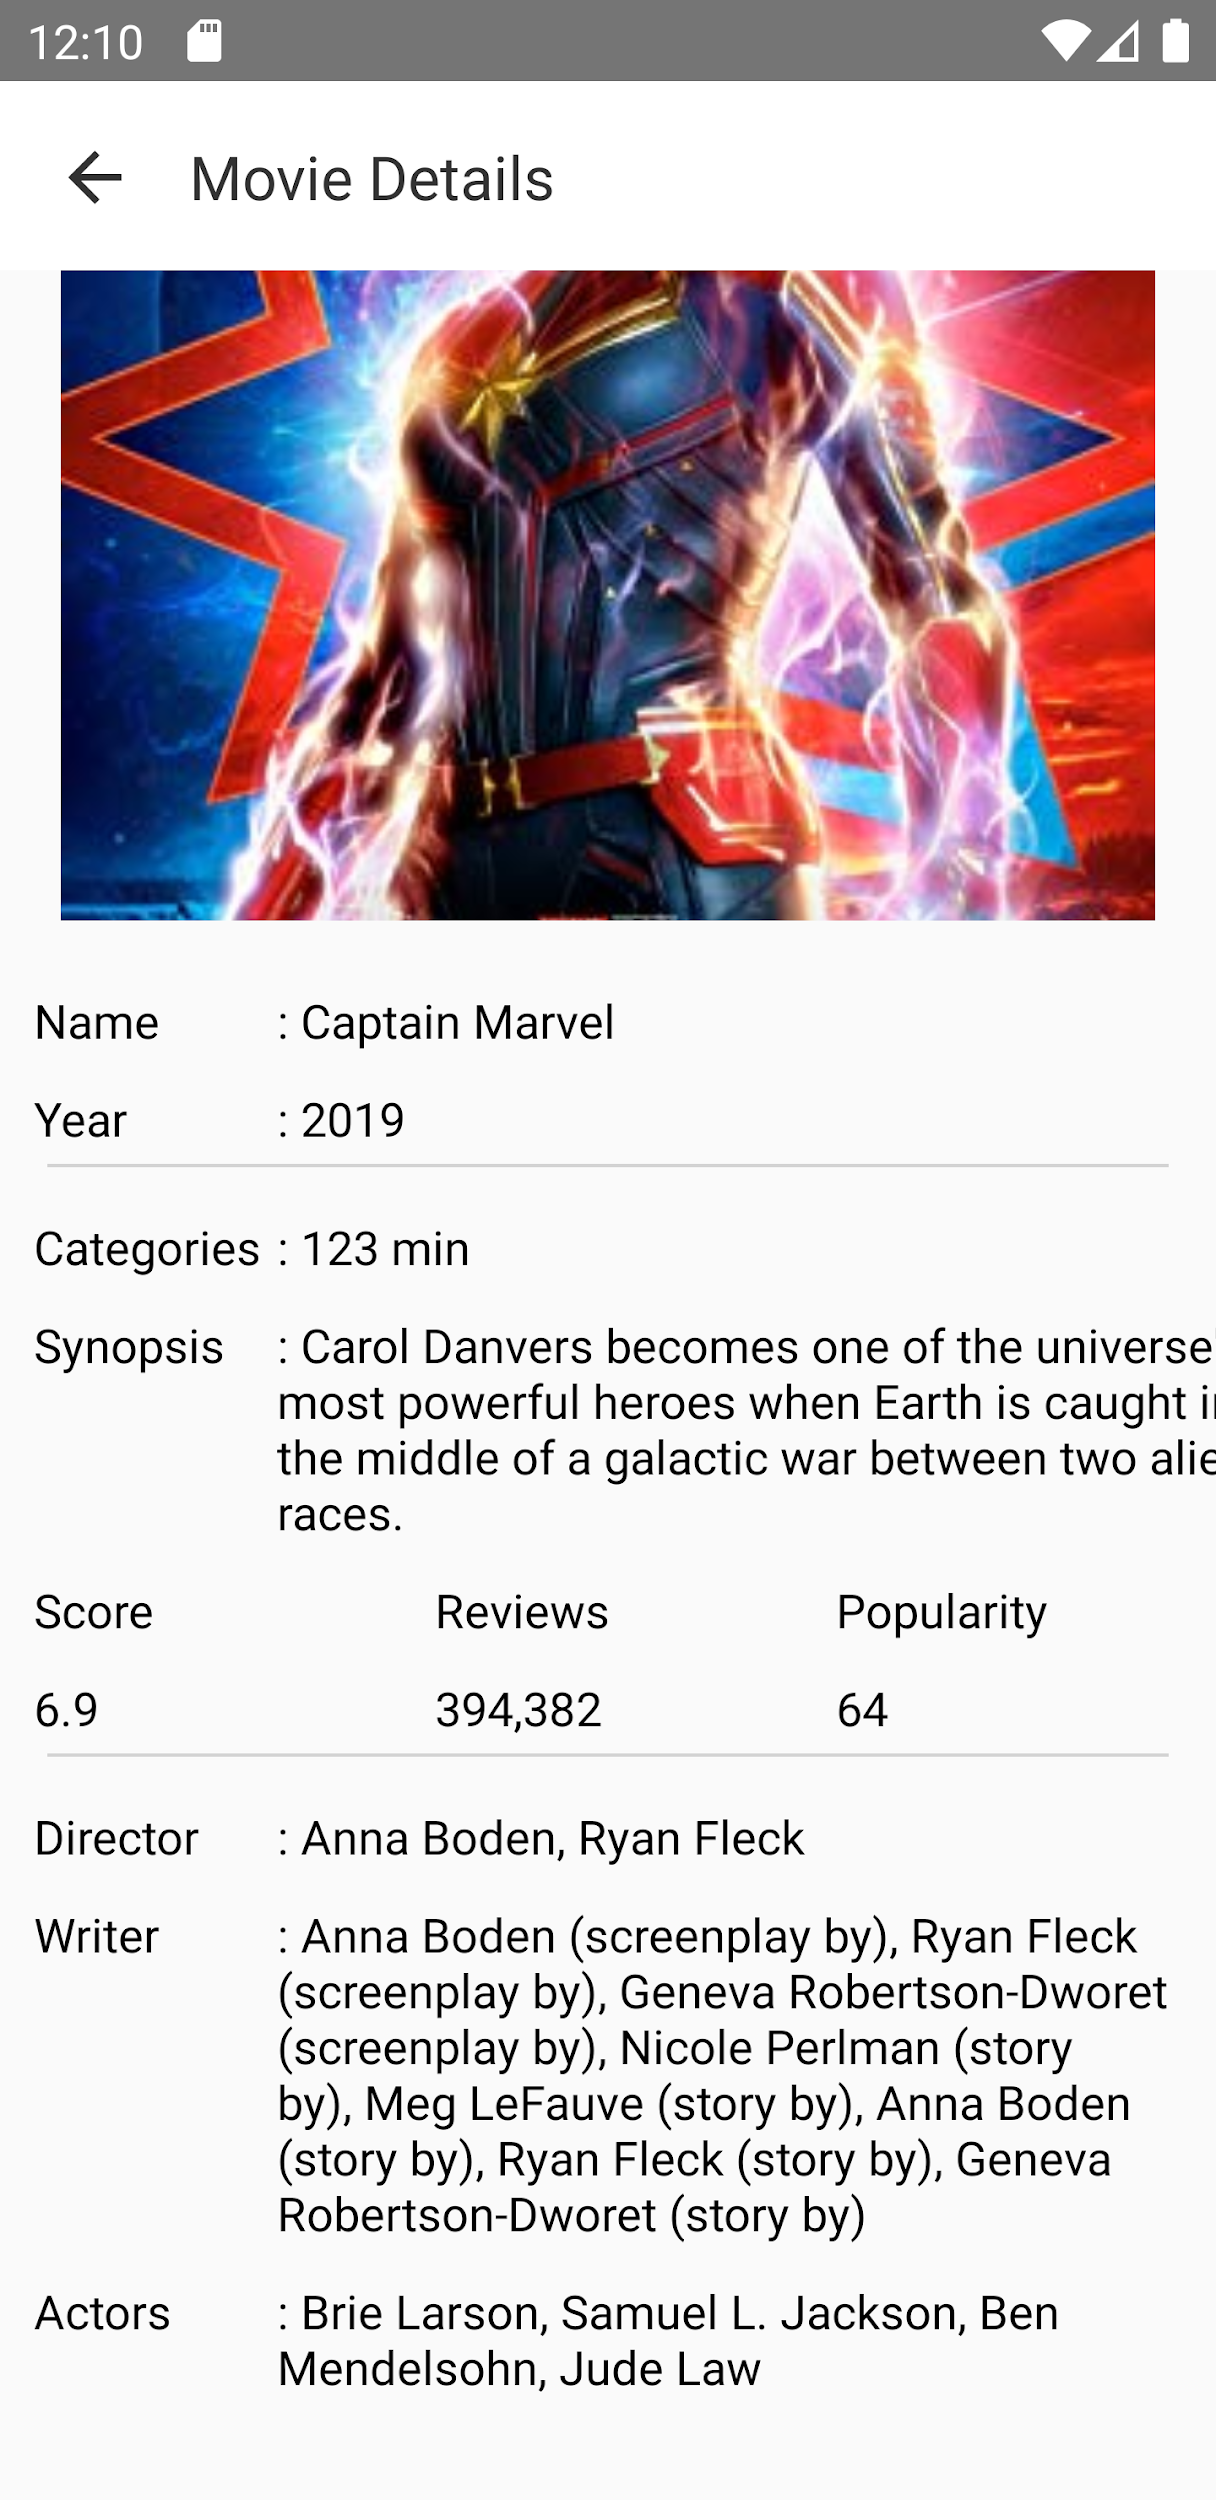 12:10
Movie Details
Name : Captain Marvel
Year : 2019
Categories : 123 min
Synopsis : Carol Danvers becomes one of the universe'
most powerful heroes when Earth is caught
the middle of a galactic war between two
races.
Score Reviews Popularity
6.9 394,382 64
Director : Anna Boden, Ryan Fleck
Writer : Anna Boden (screenplay by), Ryan Fleck
(screenplay by), Geneva Robertson-Dworet
(screenplay by), Nicole Perlman (story
by), Meg LeFauve (story by), Anna Boden
(story by), Ryan Fleck (story by), Geneva
Robertson-Dworet (story by)
Actors : Brie Larson, Samuel L. Jackson, Ben
Mendelsohn, Jude Law